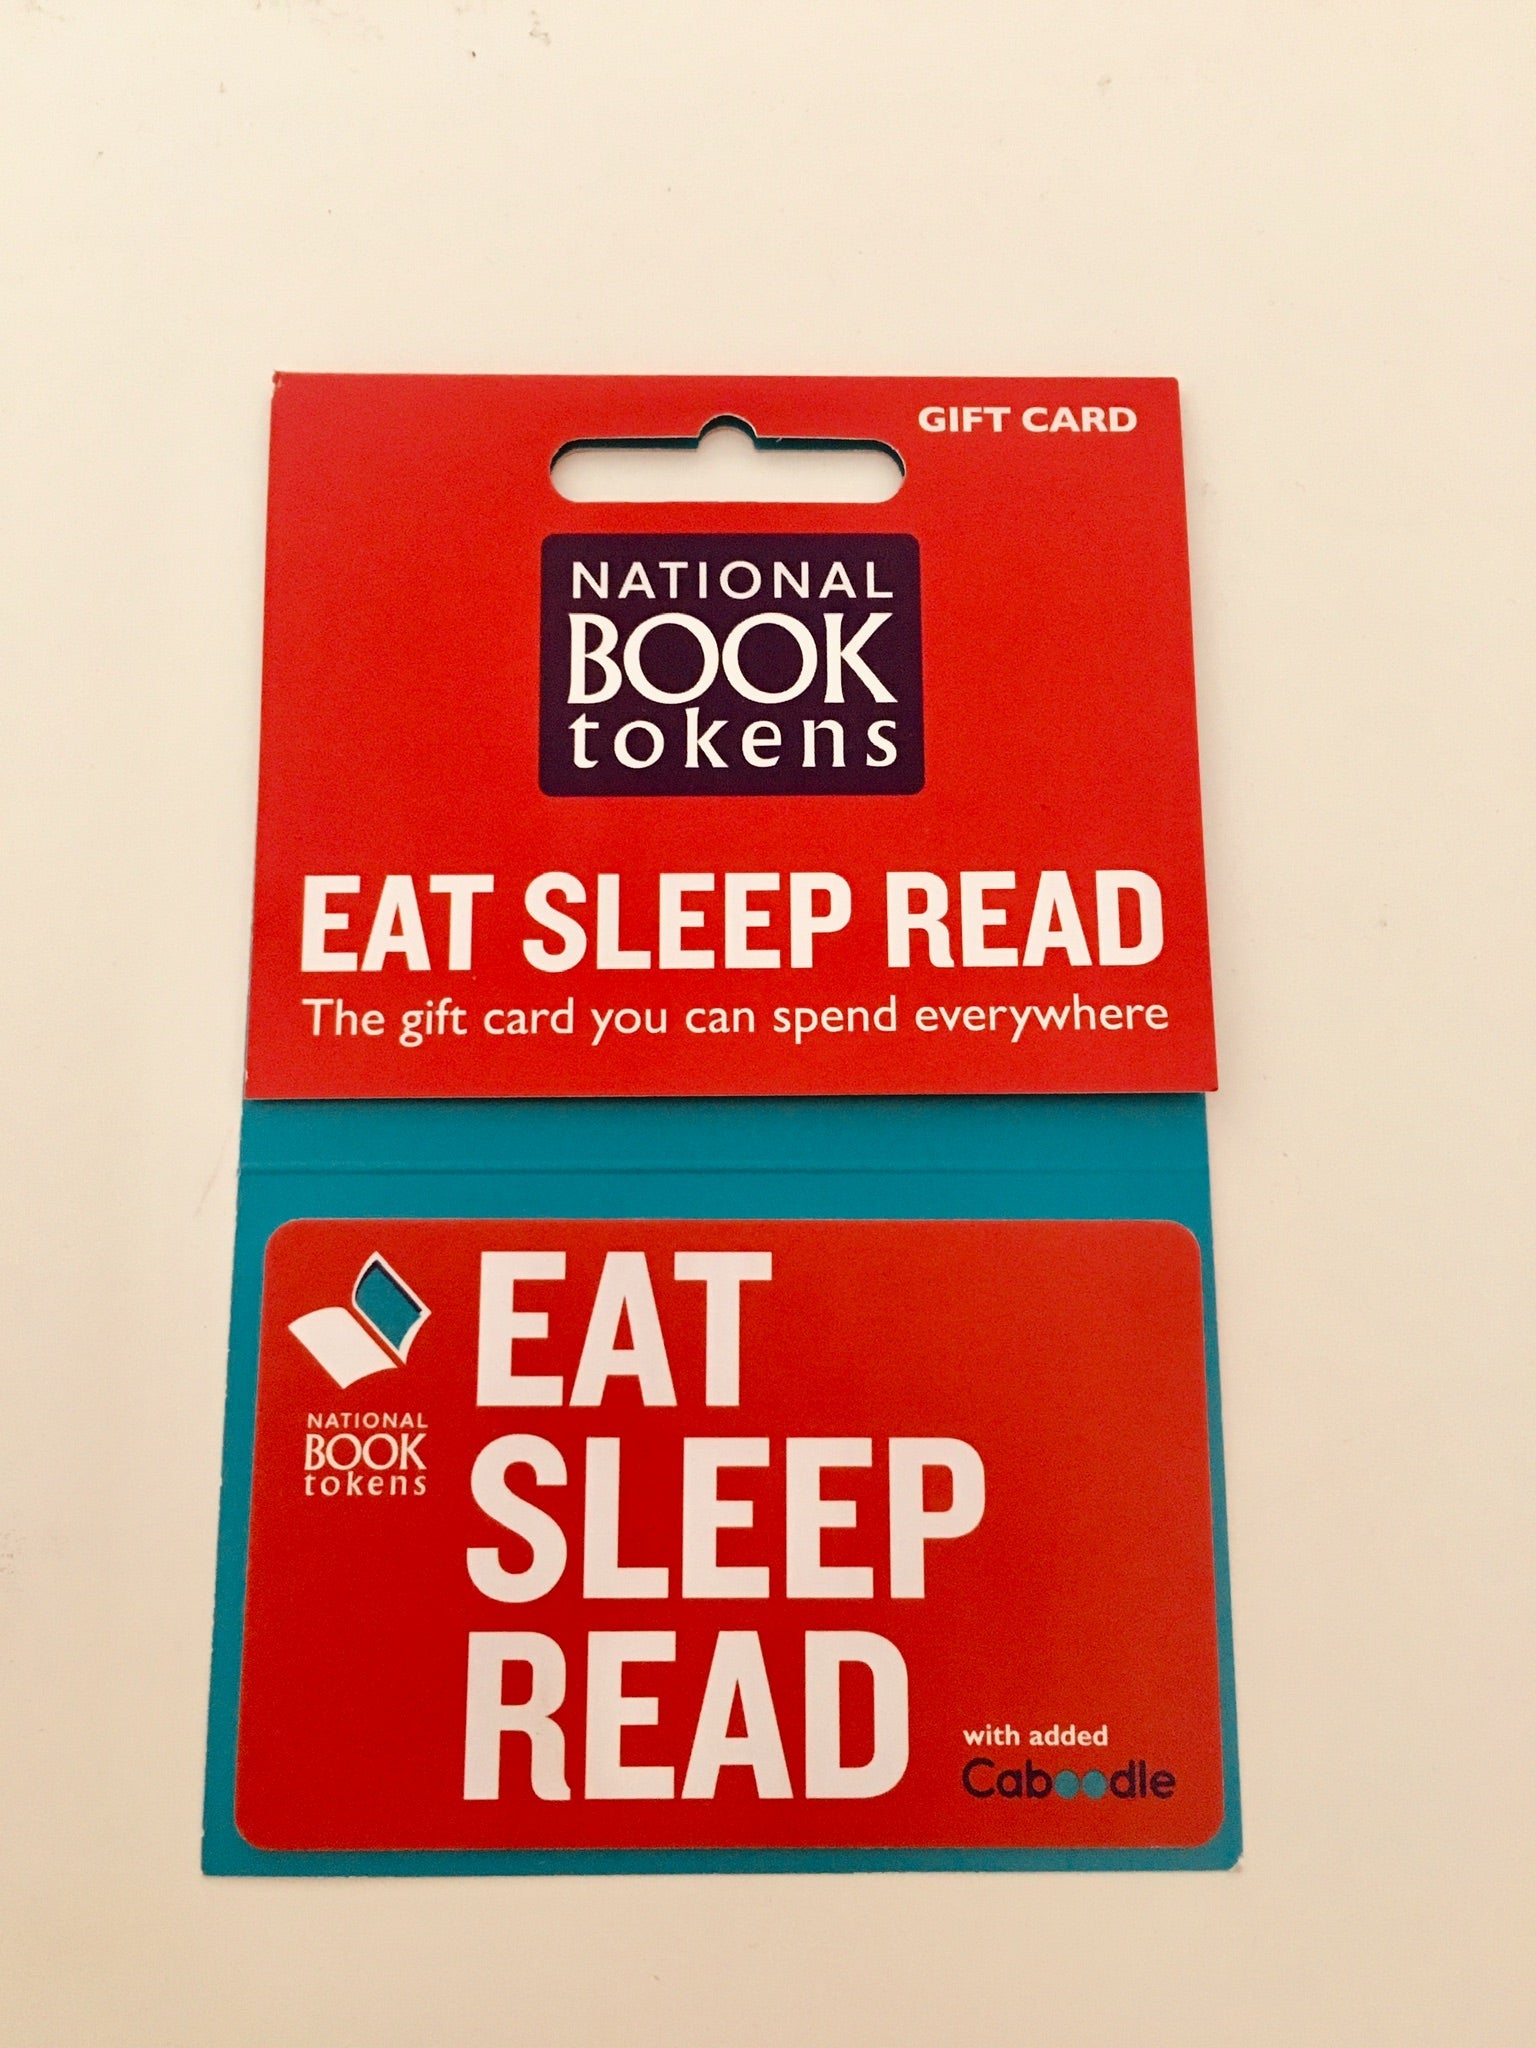 GIFT CARD
NATIONAL
BOOK
tokens
EAT SLEEP READ
The gift card you can spend everywhere
NATIONAL
BOOK
tokens
EAT
SLEEP
READ
with added
Caboodle